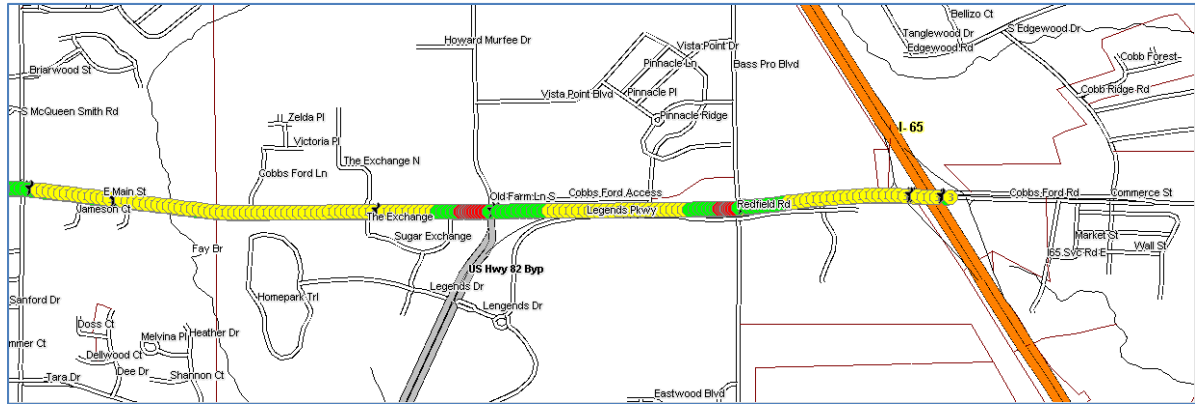 Bellizo Ct
Tanglewood Dr
S Edgewood Dr
Howard Murfee Dr
Vista Point Dr
Edgewood Rd
Cobb Forest
Pinnacle Ln
Bass Pro Blvd
Briarwood St
Cobb Ridge Rd
Vista Point Blvd
Pinnacle Pl
S McQueen Smith Rd
Zelda Pl
Pinnacle Ridge
I- 65
Victoria Pl
The Exchange N
Cobbs Ford Ln
E Main St
Old Farm Ln S
Cobbs Ford Access
Cobbs Ford Rd
Commerce St
Jameson Ct
The Exchange
Legends Pkwy
Redfield Rd
Sugar Exchange
Market St
Fay Br
Wall St
I65 Svc Rd E
US Hwy 82 Byp
Legends Dr
Homepark Trl
Lengends Dr
Sanford Dr
Doss Ct
Melvina Pl
Heather Dr
mmer Ct
Dellwood Ct
Dee Dr
Shannon Ct
Tara Dr
Eastwood Blvd